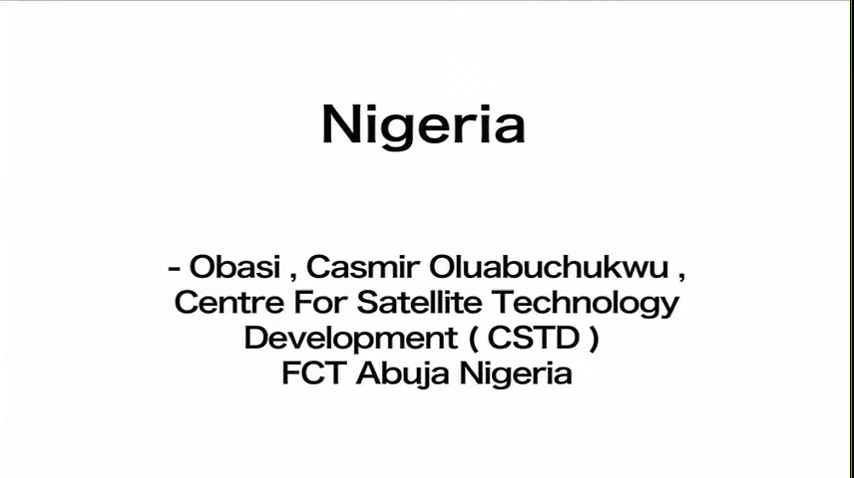 Nigeria
- Obasi , Casmir Oluabuchukwu ,
Centre For Satellite Technology
Development ( CSTD )
FCT Abuja Nigeria